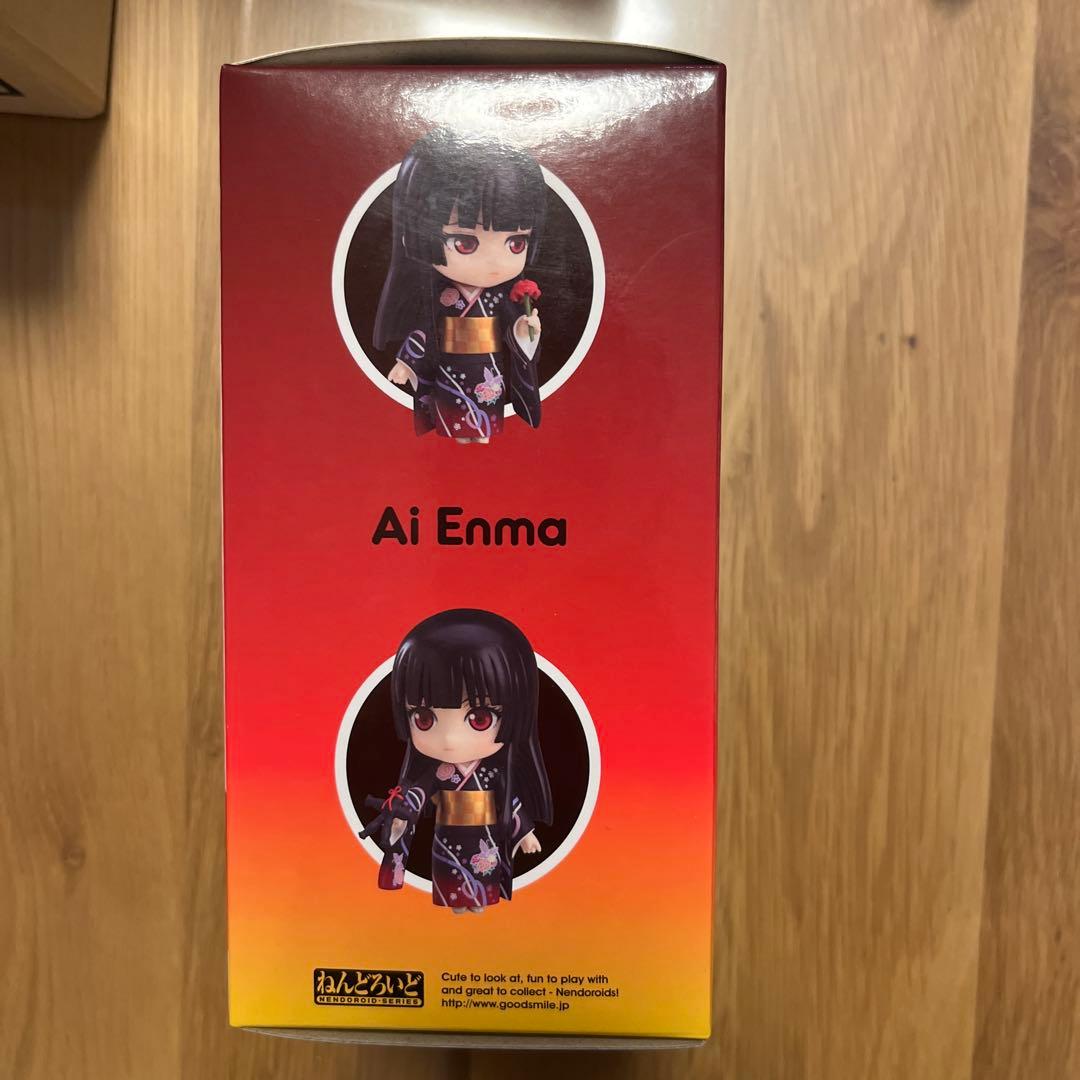 Ai Enma
ねんどろいど
NENDOROID-SERIES
Cute to look at, fun to play with
and great to collect - Nendoroids!
http://www.goodsmile.jp